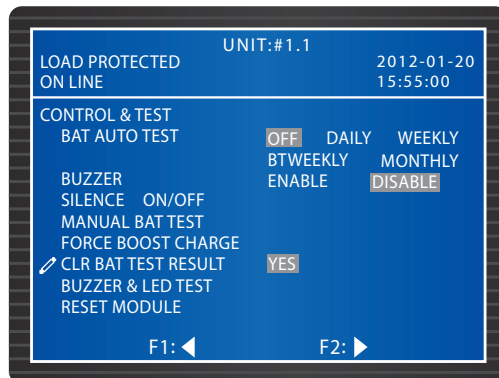 UNIT:#1.1
LOAD PROTECTED 2012-01-20
ON LINE 15:55:00
CONTROL & TEST
BAT AUTO TEST OFF DAILY WEEKLY
BTWEEKLY MONTHLY
BUZZER ENABLE DISABLE
SILENCE ON/OFF
MANUAL BAT TEST
FORCE BOOST CHARGE
CLR BAT TEST RESULT YES
BUZZER & LED TEST
RESET MODULE
F1: F2: